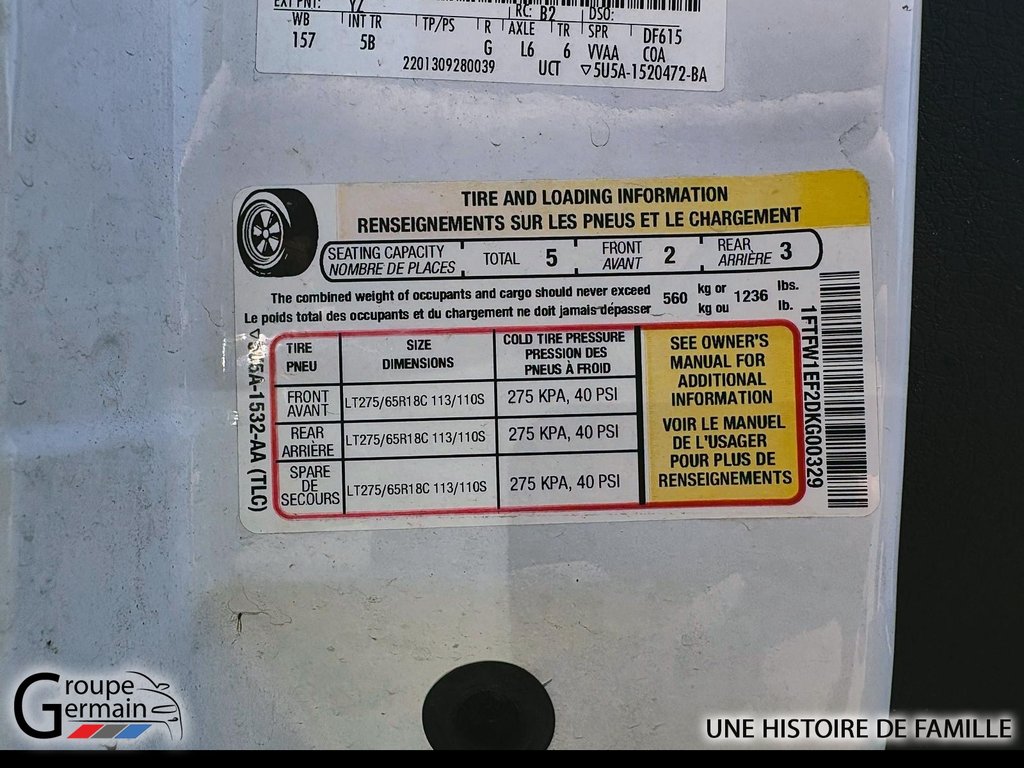 EXT PNT: YZ RC: B2 DSO:
WB INT TR TP/PS R AXLE TR SPR DF615
157 5B G L6 6 VVAA COA
2201309280039 UCT ▽5U5A-1520472-BA
TIRE AND LOADING INFORMATION
RENSEIGNEMENTS SUR LES PNEUS ET LE CHARGEMENT
SEATING CAPACITY TOTAL 5 FRONT 2 REAR 3
NOMBRE DE PLACES AVANT ARRIÈRE
The combined weight of occupants and cargo should never exceed 560 kg or 1236 lbs.
Le poids total des occupants et du chargement ne doit jamais dépasser kg ou lb.
TIRE SIZE COLD TIRE PRESSURE
PNEU DIMENSIONS PRESSION DES
PNEUS À FROID
FRONT LT275/65R18C 113/110S 275 KPA, 40 PSI
AVANT
REAR LT275/65R18C 113/110S 275 KPA, 40 PSI
ARRIÈRE
SPARE LT275/65R18C 113/110S 275 KPA, 40 PSI
DE
SECOURS
SEE OWNER'S
MANUAL FOR
ADDITIONAL
INFORMATION
VOIR LE MANUEL
DE L'USAGER
POUR PLUS DE
RENSEIGNEMENTS
▽5U5A-1532-AA (TLC)
1FTFW1EF2DKG00329
Groupe
Germain
UNE HISTOIRE DE FAMILLE